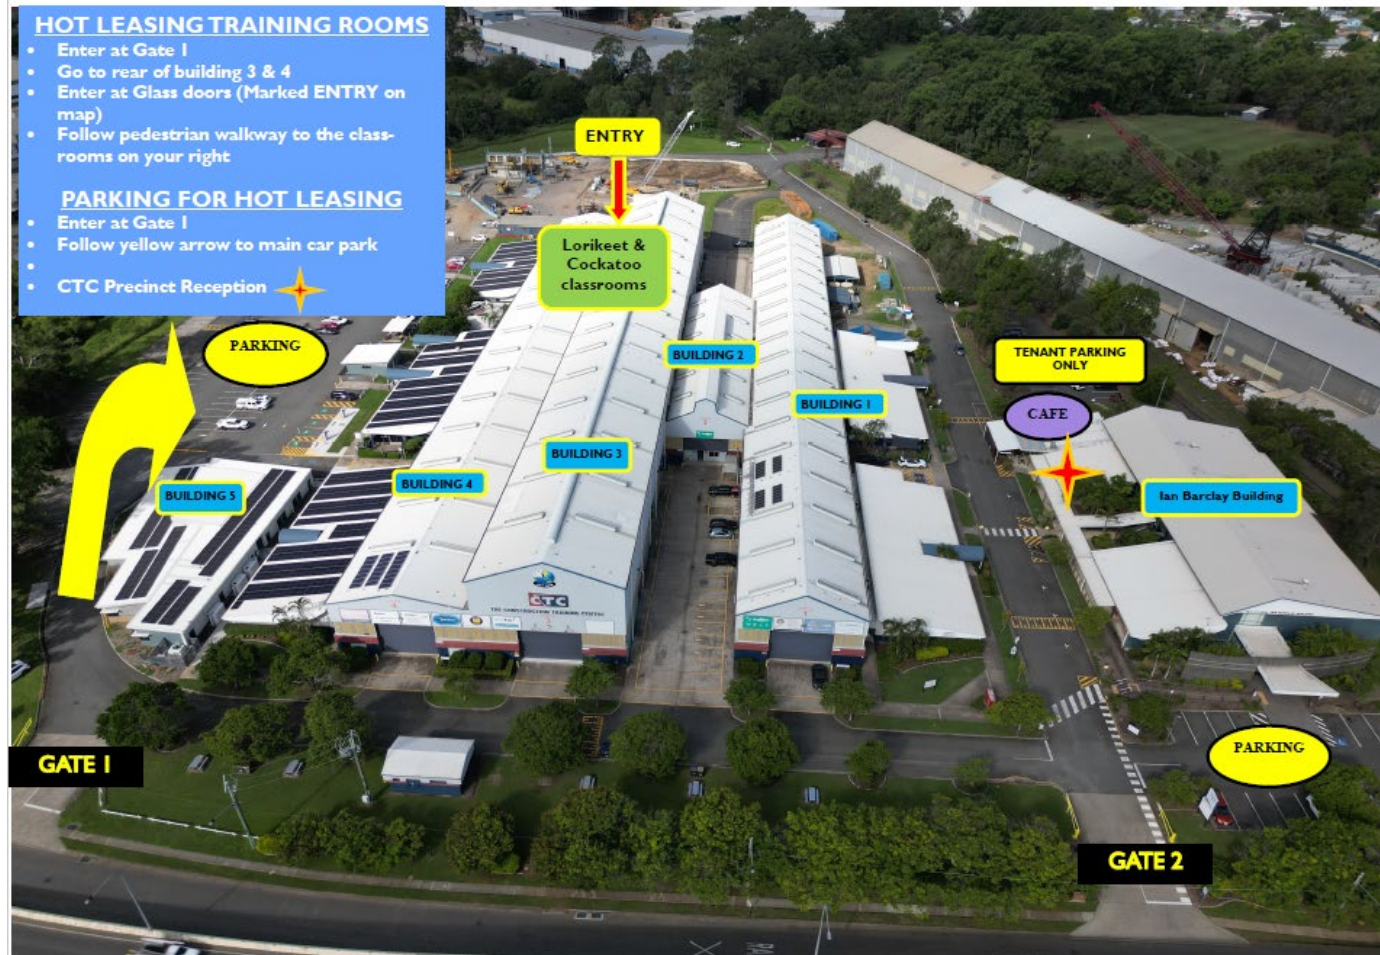 HOT LEASING TRAINING ROOMS
• Enter at Gate 1
• Go to rear of building 3 & 4
• Enter at Glass doors (Marked ENTRY on
map)
• Follow pedestrian walkway to the class-
rooms on your right
PARKING FOR HOT LEASING
• Enter at Gate 1
• Follow yellow arrow to main car park
•
• CTC Precinct Reception
ENTRY
Lorikeet &
Cockatoo
classrooms
PARKING
BUILDING 2
TENANT PARKING
ONLY
BUILDING 1
CAFE
BUILDING 3
BUILDING 4
BUILDING 5
Ian Barclay Building
CTC
THE CONSTRUCTION TRAINING CENTRE
PARKING
GATE 1
GATE 2